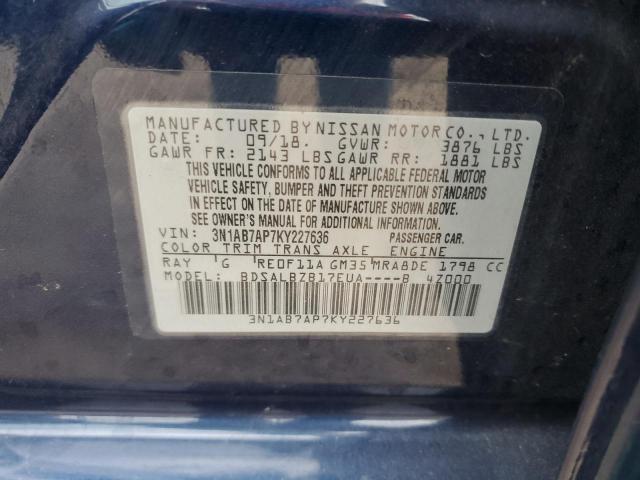 MANUFACTURED BY NISSAN MOTOR CO., LTD.
DATE: 09/18. GVWR: 3876 LBS
GAWR FR: 2143 LBS GAWR RR: 1881 LBS
THIS VEHICLE CONFORMS TO ALL APPLICABLE FEDERAL MOTOR
VEHICLE SAFETY, BUMPER AND THEFT PREVENTION STANDARDS
IN EFFECT ON THE DATE OF MANUFACTURE SHOWN ABOVE.
SEE OWNER'S MANUAL FOR ADDITIONAL INFORMATION.
VIN: 3N1AB7AP7KY227636 PASSENGER CAR.
COLOR TRIM TRANS AXLE ENGINE
RAY G RE0F11A GM35 MRA8DE 1798 CC
MODEL: BDSALBZB17EUA----B 4Z000
3N1AB7AP7KY227636